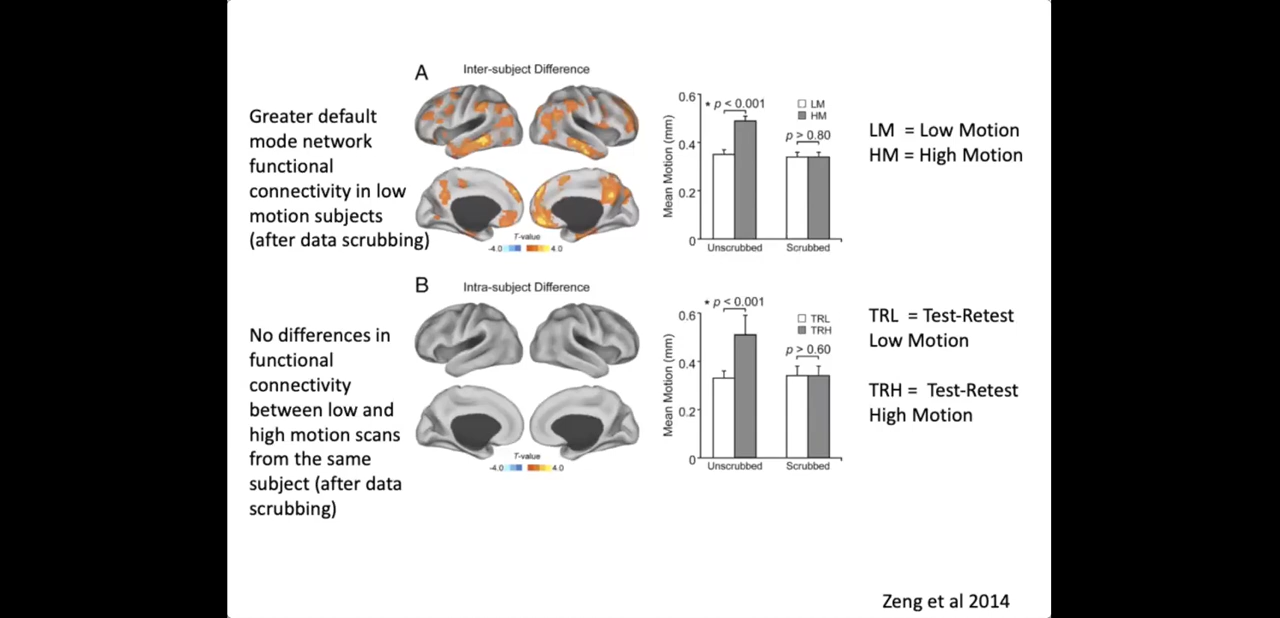 Greater default
mode network
functional
connectivity in low
motion subjects
(after data scrubbing)
A
Inter-subject Difference
T-value
-4.0
4.0
Mean Motion (mm)
0.6
0.4
0.2
0
* p < 0.001
LM
HM
p > 0.80
Unscrubbed
Scrubbed
LM = Low Motion
HM = High Motion
No differences in
functional
connectivity
between low and
high motion scans
from the same
subject (after data
scrubbing)
B
Intra-subject Difference
T-value
-4.0
4.0
Mean Motion (mm)
0.6
0.4
0.2
0
* p < 0.001
TRL
TRH
p > 0.60
Unscrubbed
Scrubbed
TRL = Test-Retest
Low Motion
TRH = Test-Retest
High Motion
Zeng et al 2014